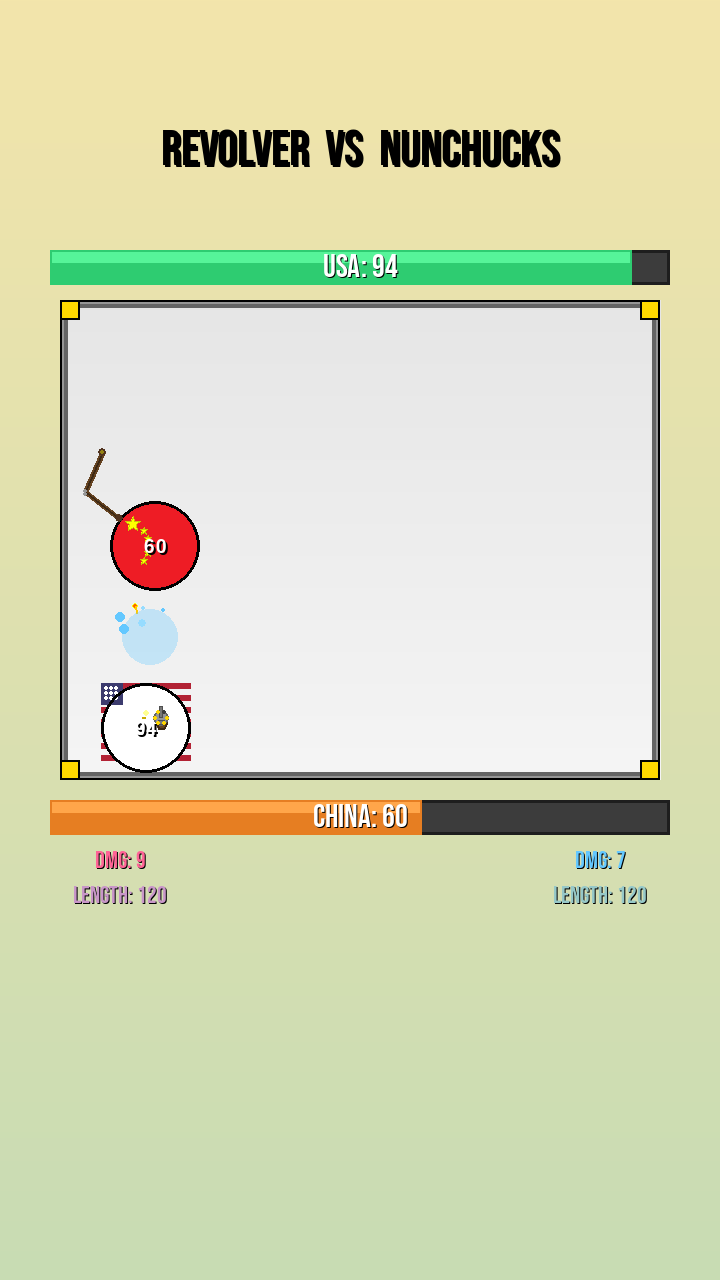 REVOLVER VS NUNCHUCKS
USA: 94
60
94
CHINA: 60
DMG: 9
DMG: 7
LENGTH: 120
LENGTH: 120